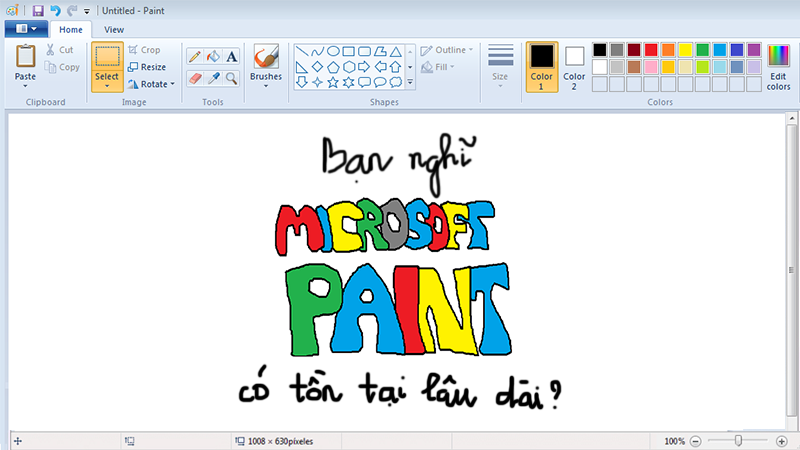 Untitled - Paint
Home View
Paste Cut Copy Clipboard
Select Crop Resize Rotate Image
A Tools
Brushes
Outline Fill Shapes
Size
Color 1 Color 2 Edit colors Colors
Bạn nghĩ
MICROSOFT
PAINT
có tồn tại lâu dài?
1008 × 630píxeles 100%